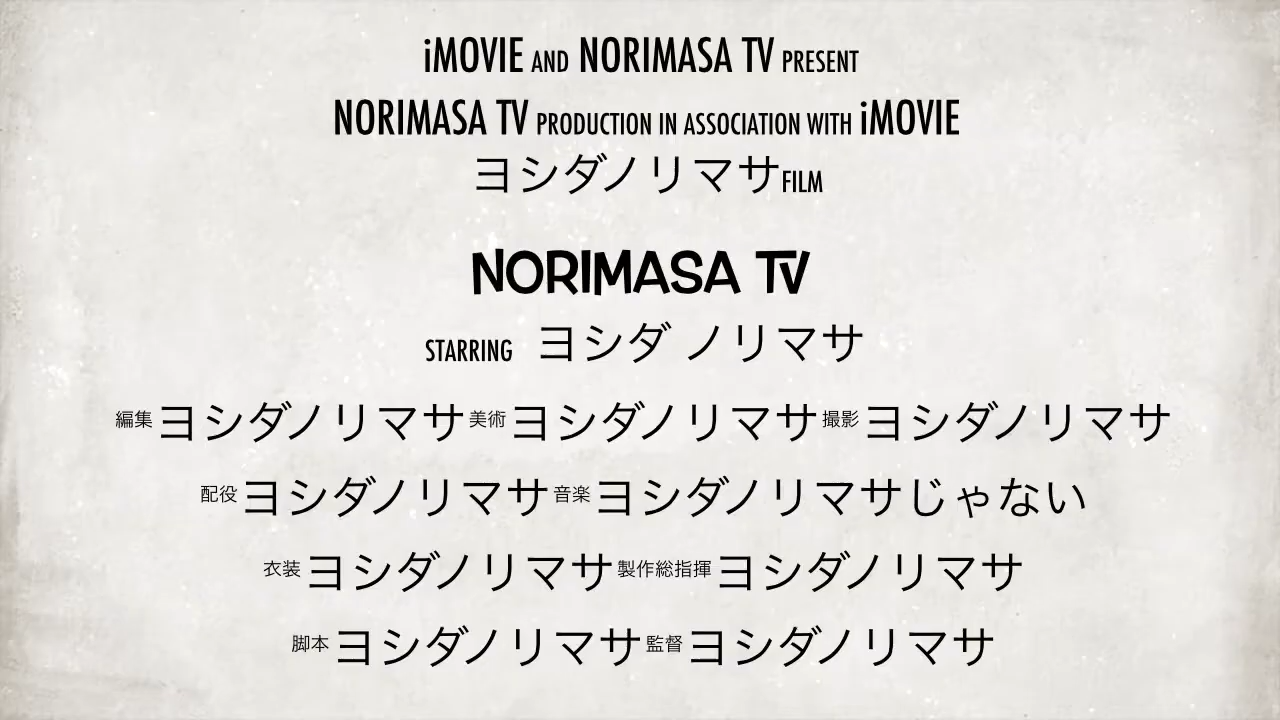 iMOVIE AND NORIMASA TV PRESENT
NORIMASA TV PRODUCTION IN ASSOCIATION WITH iMOVIE
ヨシダノリマサFILM
NORIMASA TV
STARRING ヨシダ ノリマサ
編集ヨシダノリマサ美術ヨシダノリマサ撮影ヨシダノリマサ
配役ヨシダノリマサ音楽ヨシダノリマサじゃない
衣装ヨシダノリマサ製作総指揮ヨシダノリマサ
脚本ヨシダノリマサ監督ヨシダノリマサ